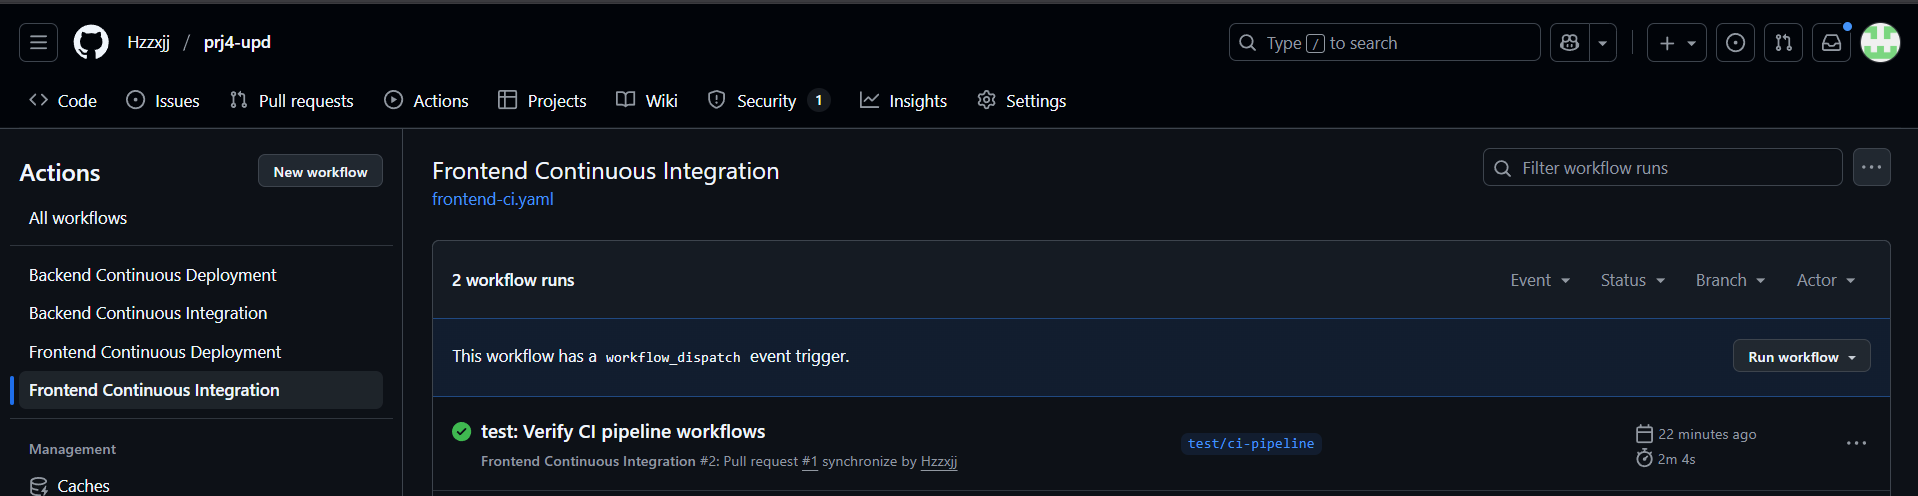 Hzzxjj / prj4-upd
Type / to search
Code
Issues
Pull requests
Actions
Projects
Wiki
Security 1
Insights
Settings
Actions
New workflow
All workflows
Backend Continuous Deployment
Backend Continuous Integration
Frontend Continuous Deployment
Frontend Continuous Integration
Management
Caches
Frontend Continuous Integration
frontend-ci.yaml
Filter workflow runs
2 workflow runs
Event
Status
Branch
Actor
This workflow has a workflow_dispatch event trigger.
Run workflow
test: Verify CI pipeline workflows
Frontend Continuous Integration #2: Pull request #1 synchronize by Hzzxjj
test/ci-pipeline
22 minutes ago
2m 4s